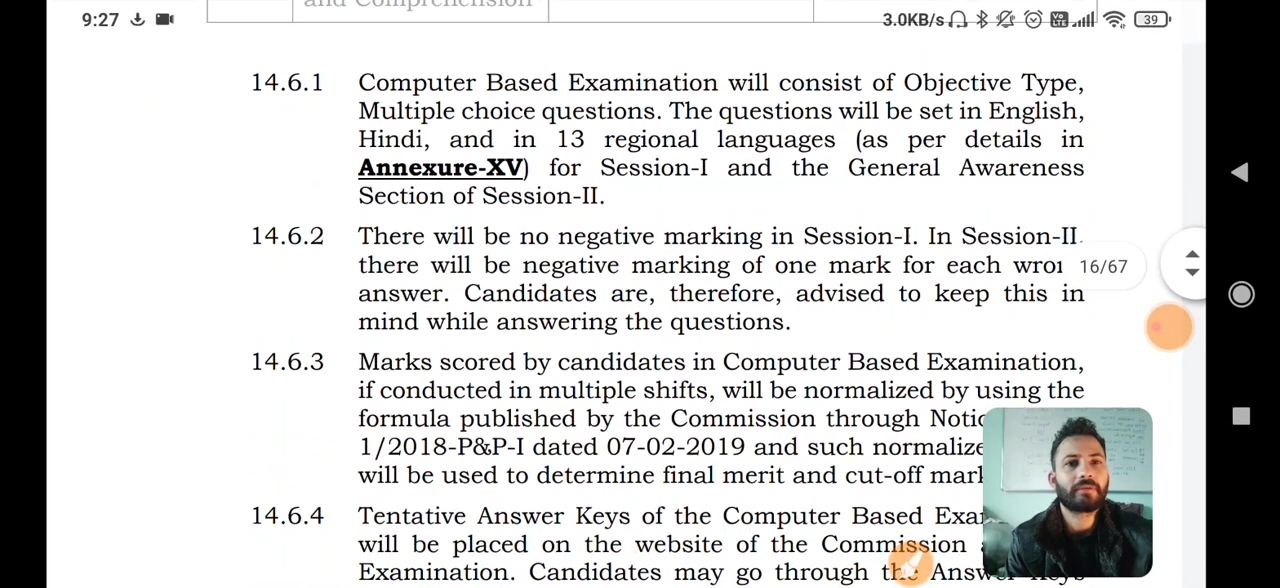 and Comprehension
9:27
3.0KB/s
39
14.6.1 Computer Based Examination will consist of Objective Type,
Multiple choice questions. The questions will be set in English,
Hindi, and in 13 regional languages (as per details in
Annexure-XV) for Session-I and the General Awareness
Section of Session-II.
14.6.2 There will be no negative marking in Session-I. In Session-II
there will be negative marking of one mark for each
16/67
answer. Candidates are, therefore, advised to keep this in
mind while answering the questions.
14.6.3 Marks scored by candidates in Computer Based Examination,
if conducted in multiple shifts, will be normalized by using the
formula published by the Commission through
1/2018-P&P-I dated 07-02-2019 and such
will be used to determine final merit and cut-off
14.6.4 Tentative Answer Keys of the Computer Based
will be placed on the website of the Commission
Examination. Candidates may go through the